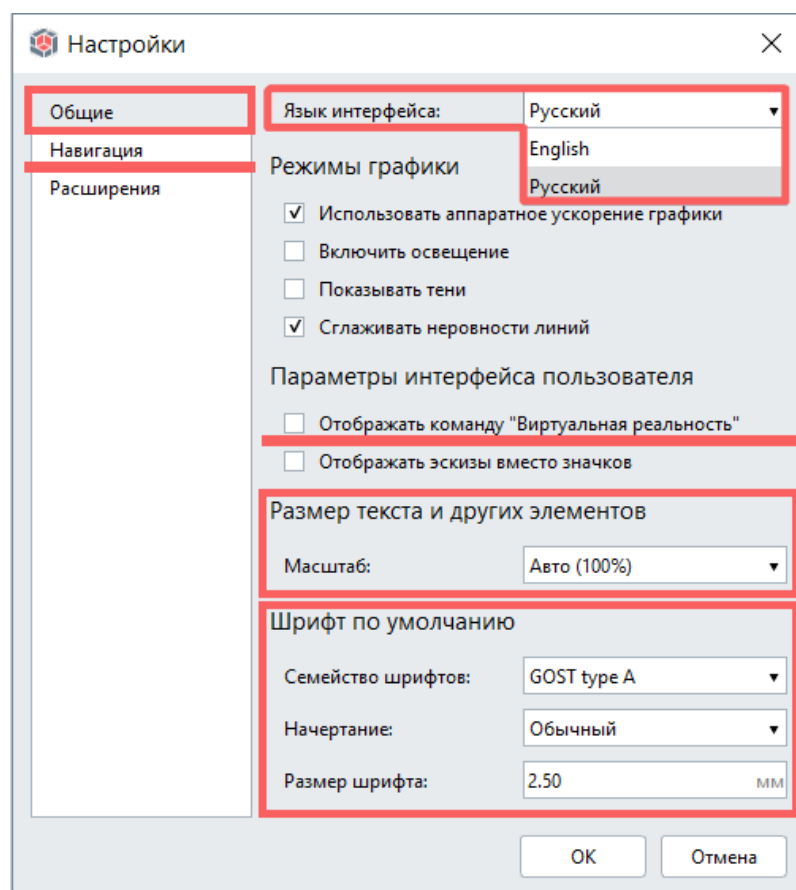 Настройки
Общие
Навигация
Расширения
Язык интерфейса: Русский
English
Русский
Режимы графики
Использовать аппаратное ускорение графики
Включить освещение
Показывать тени
Сглаживать неровности линий
Параметры интерфейса пользователя
Отображать команду "Виртуальная реальность"
Отображать эскизы вместо значков
Размер текста и других элементов
Масштаб: Авто (100%)
Шрифт по умолчанию
Семейство шрифтов: GOST type A
Начертание: Обычный
Размер шрифта: 2.50 мм
OK Отмена